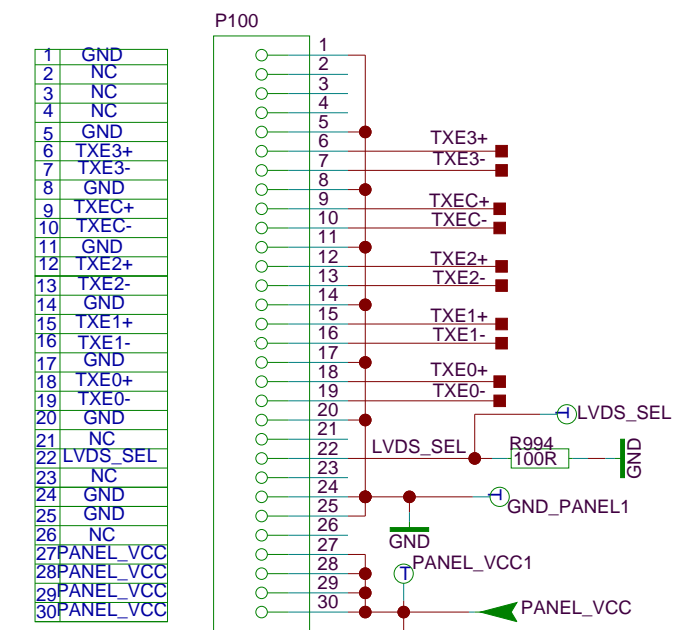 P100
1 GND
2 NC
3 NC
4 NC
5 GND
6 TXE3+
7 TXE3-
8 GND
9 TXEC+
10 TXEC-
11 GND
12 TXE2+
13 TXE2-
14 GND
15 TXE1+
16 TXE1-
17 GND
18 TXE0+
19 TXE0-
20 GND
21 NC
22 LVDS_SEL
23 NC
24 GND
25 GND
26 NC
27 PANEL_VCC
28 PANEL_VCC
29 PANEL_VCC
30 PANEL_VCC
1
2
3
4
5
6 TXE3+
7 TXE3-
8
9 TXEC+
10 TXEC-
11
12 TXE2+
13 TXE2-
14
15 TXE1+
16 TXE1-
17
18 TXE0+
19 TXE0-
20
21
22 LVDS_SEL
23
24
25
26
27
28
29
30
T LVDS_SEL
R994
100R
GND
T GND_PANEL1
GND
T PANEL_VCC1
PANEL_VCC